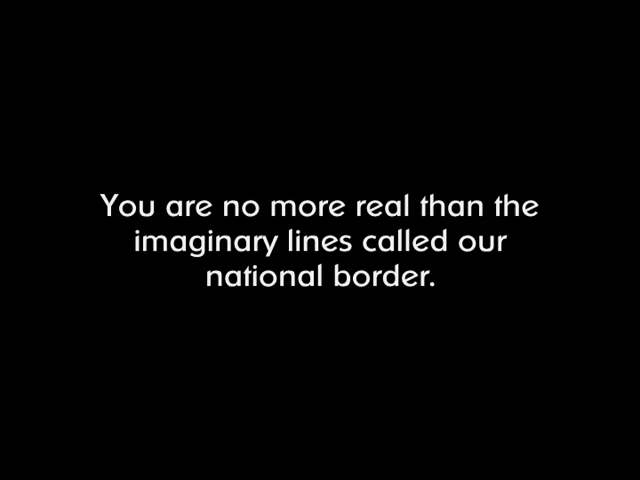 You are no more real than the
imaginary lines called our
national border.